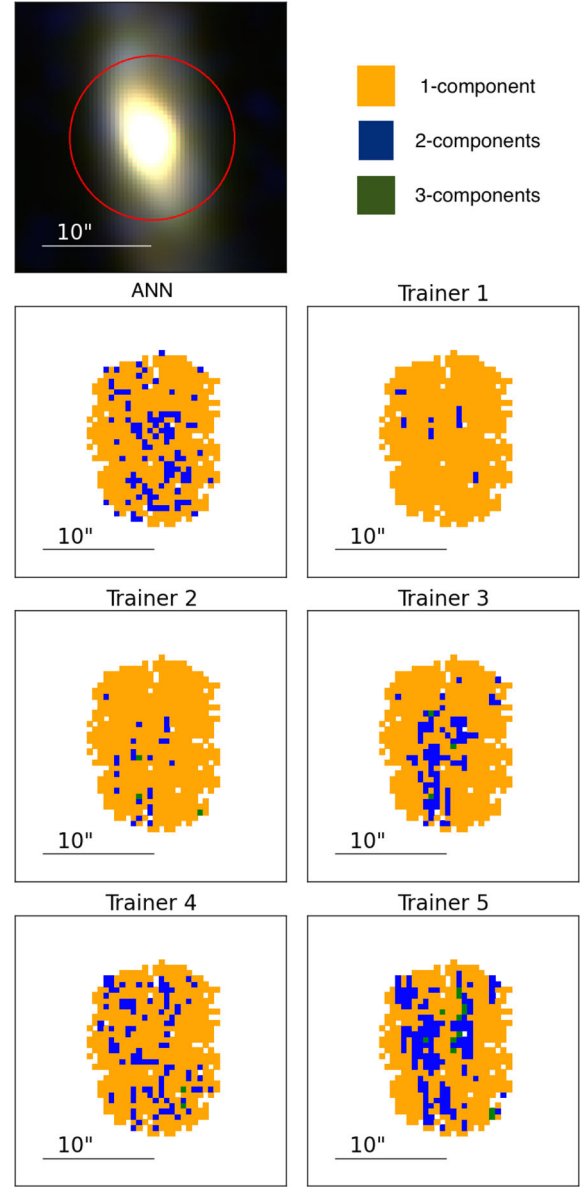 10"
1-component
2-components
3-components
ANN
Trainer 1
10"
10"
Trainer 2
Trainer 3
10"
10"
Trainer 4
Trainer 5
10"
10"